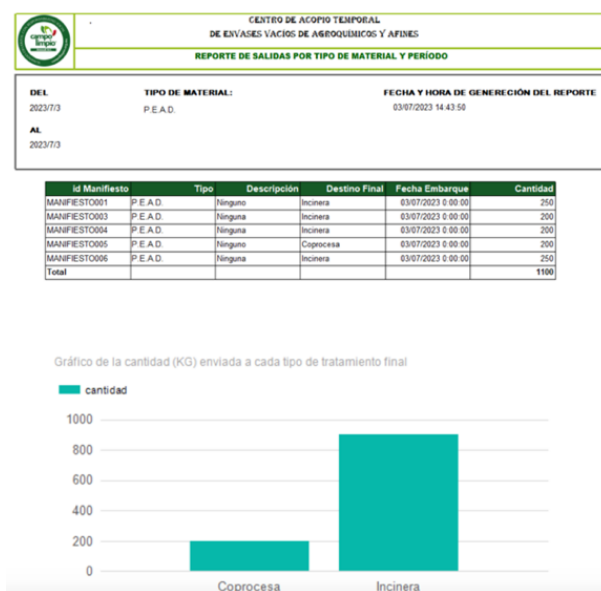 campo
limpio
CENTRO DE ACOPIO TEMPORAL
DE ENVASES VACIOS DE AGROQUIMICOS Y AFINES
REPORTE DE SALIDAS POR TIPO DE MATERIAL Y PERÍODO
DEL TIPO DE MATERIAL: FECHA Y HORA DE GENERECIÓN DEL REPORTE
2023/7/3 P.E.A.D. 03/07/2023 14:43:50
AL
2023/7/3
id Manifiesto Tipo Descripción Destino Final Fecha Embarque Cantidad
MANIFIESTO001 P.E.A.D. Ninguno Incinera 03/07/2023 0:00:00 250
MANIFIESTO003 P.E.A.D. Ninguna Incinera 03/07/2023 0:00:00 200
MANIFIESTO004 P.E.A.D. Ninguna Incinera 03/07/2023 0:00:00 200
MANIFIESTO005 P.E.A.D. Ninguno Coprocesa 03/07/2023 0:00:00 200
MANIFIESTO006 P.E.A.D. Ninguna Incinera 03/07/2023 0:00:00 250
Total 1100
Gráfico de la cantidad (KG) enviada a cada tipo de tratamiento final
cantidad
1000
800
600
400
200
0
Coprocesa Incinera